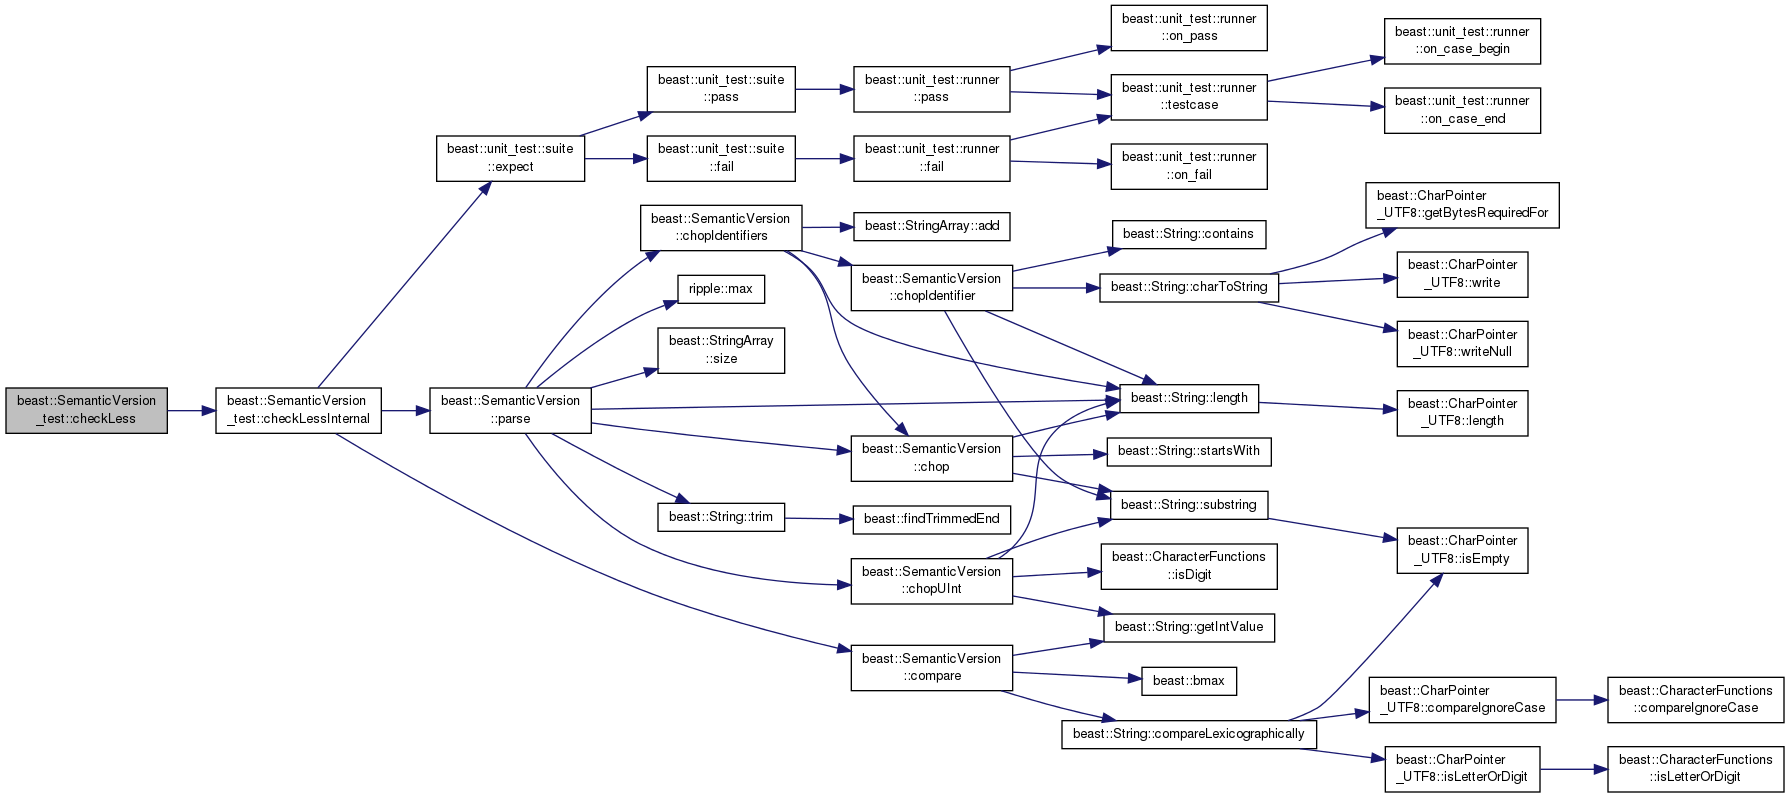 beast::SemanticVersion
_test::checkLess
beast::SemanticVersion
_test::checkLessInternal
beast::unit_test::suite
::expect
beast::SemanticVersion
::parse
beast::unit_test::suite
::pass
beast::unit_test::suite
::fail
beast::SemanticVersion
::chopIdentifiers
ripple::max
beast::StringArray
::size
beast::String::trim
beast::unit_test::runner
::pass
beast::unit_test::runner
::fail
beast::StringArray::add
beast::SemanticVersion
::chopIdentifier
beast::SemanticVersion
::chop
beast::findTrimmedEnd
beast::SemanticVersion
::chopUInt
beast::SemanticVersion
::compare
beast::unit_test::runner
::on_pass
beast::unit_test::runner
::testcase
beast::unit_test::runner
::on_fail
beast::String::contains
beast::String::charToString
beast::String::length
beast::String::startsWith
beast::String::substring
beast::CharacterFunctions
::isDigit
beast::String::getIntValue
beast::bmax
beast::String::compareLexicographically
beast::unit_test::runner
::on_case_begin
beast::unit_test::runner
::on_case_end
beast::CharPointer
_UTF8::getBytesRequiredFor
beast::CharPointer
_UTF8::write
beast::CharPointer
_UTF8::writeNull
beast::CharPointer
_UTF8::length
beast::CharPointer
_UTF8::isEmpty
beast::CharPointer
_UTF8::compareIgnoreCase
beast::CharPointer
_UTF8::isLetterOrDigit
beast::CharacterFunctions
::compareIgnoreCase
beast::CharacterFunctions
::isLetterOrDigit